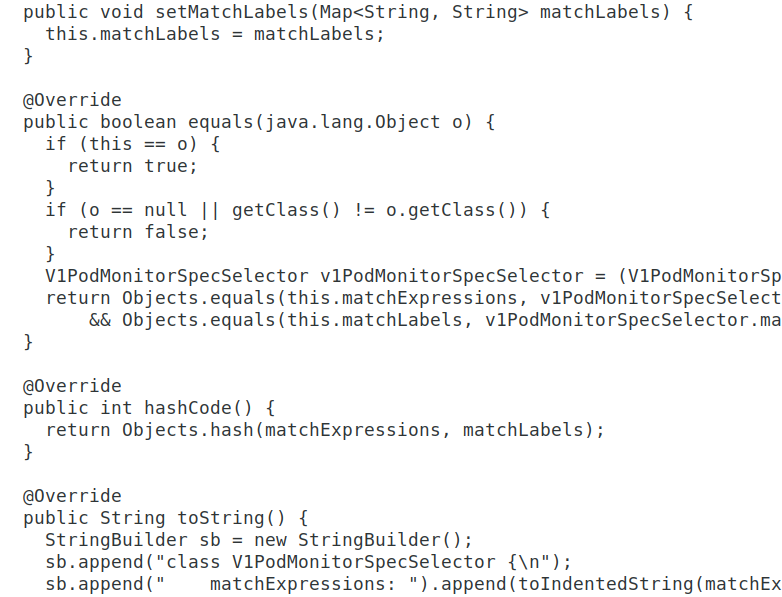 public void setMatchLabels(Map<String, String> matchLabels) {
  this.matchLabels = matchLabels;
}

@Override
public boolean equals(java.lang.Object o) {
  if (this == o) {
    return true;
  }
  if (o == null || getClass() != o.getClass()) {
    return false;
  }
  V1PodMonitorSpecSelector v1PodMonitorSpecSelector = (V1PodMonitorSp
  return Objects.equals(this.matchExpressions, v1PodMonitorSpecSelect
      && Objects.equals(this.matchLabels, v1PodMonitorSpecSelector.ma
}

@Override
public int hashCode() {
  return Objects.hash(matchExpressions, matchLabels);
}

@Override
public String toString() {
  StringBuilder sb = new StringBuilder();
  sb.append("class V1PodMonitorSpecSelector {\n");
  sb.append("    matchExpressions: ").append(toIndentedString(matchEx